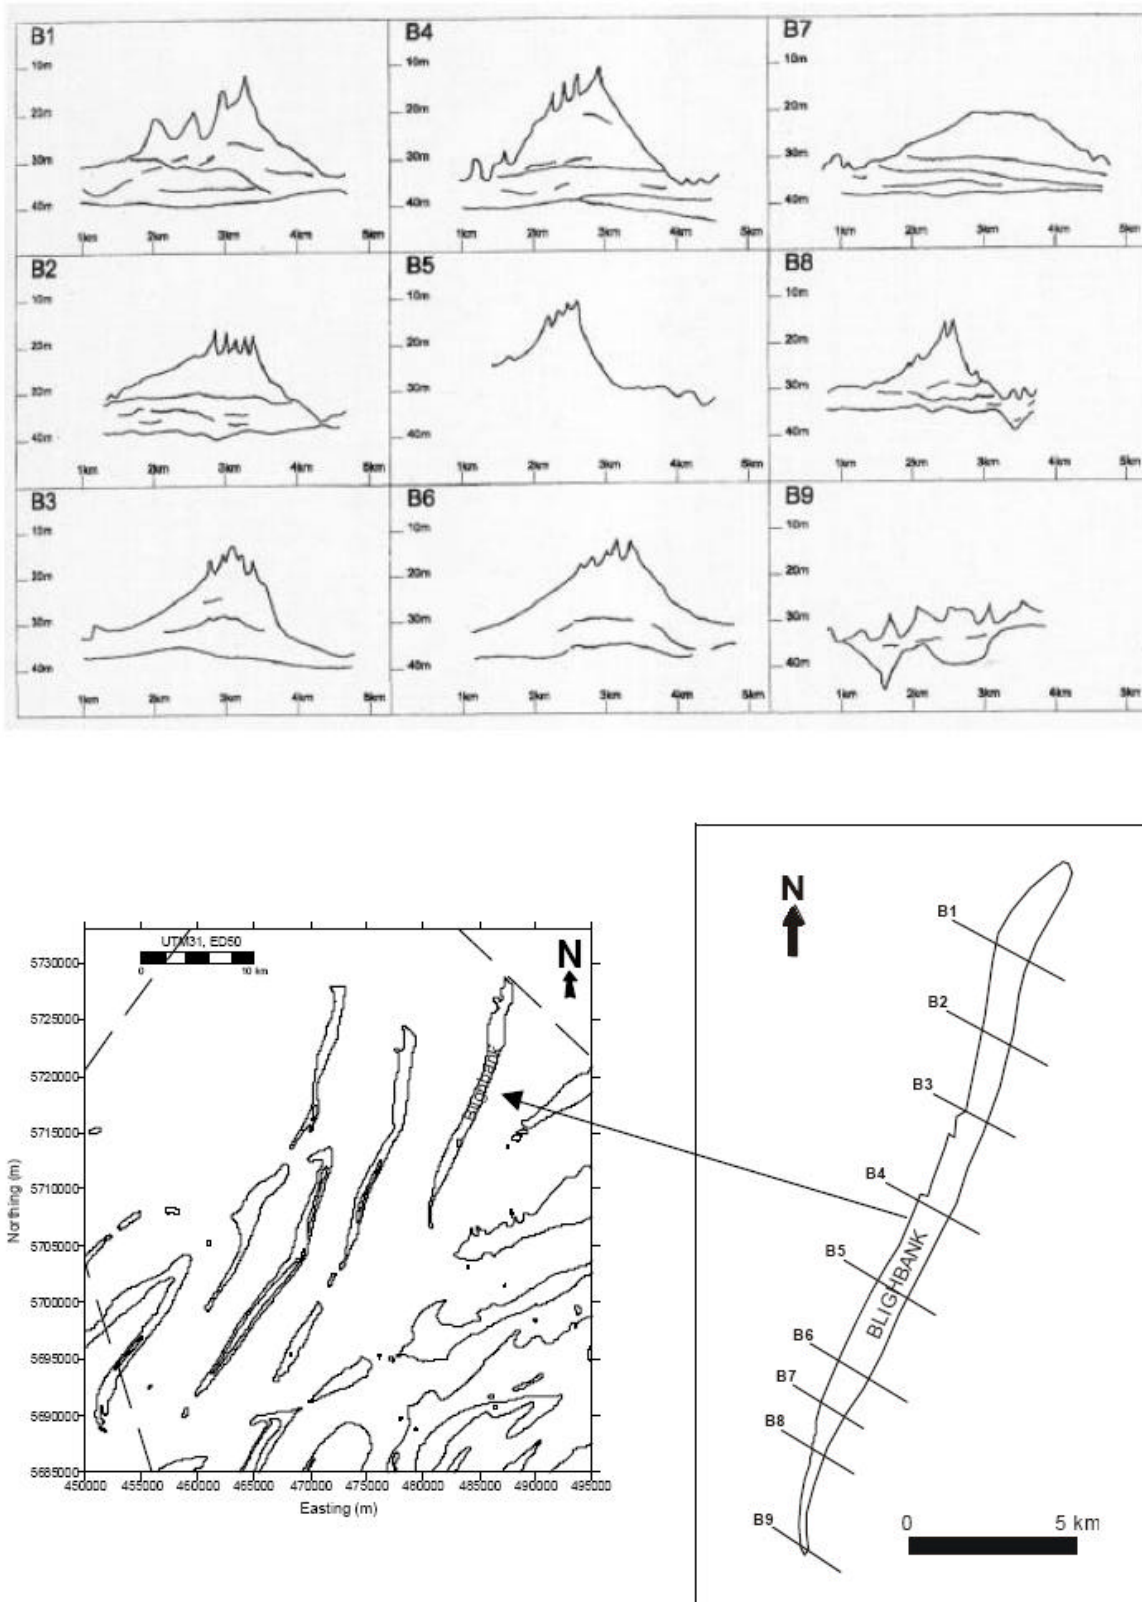 B1
10m
20m
30m
40m
1km 2km 3km 4km 5km
B4
10m
20m
30m
40m
1km 2km 3km 4km 5km
B7
10m
20m
30m
40m
1km 2km 3km 4km 5km
B2
10m
20m
30m
40m
1km 2km 3km 4km 5km
B5
10m
20m
30m
40m
1km 2km 3km 4km 5km
B8
10m
20m
30m
40m
1km 2km 3km 4km 5km
B3
10m
20m
30m
40m
1km 2km 3km 4km 5km
B6
10m
20m
30m
40m
1km 2km 3km 4km 5km
B9
10m
20m
30m
40m
1km 2km 3km 4km 5km
UTM31, ED50
0 10 km
N
5730000
5725000
5720000
5715000
5710000
5705000
5700000
5695000
5690000
5685000
Northing (m)
Blighbank
450000 455000 460000 465000 470000 475000 480000 485000 490000 495000
Easting (m)
N
B1
B2
B3
B4
B5
BLIGHBANK
B6
B7
B8
B9
0 5 km